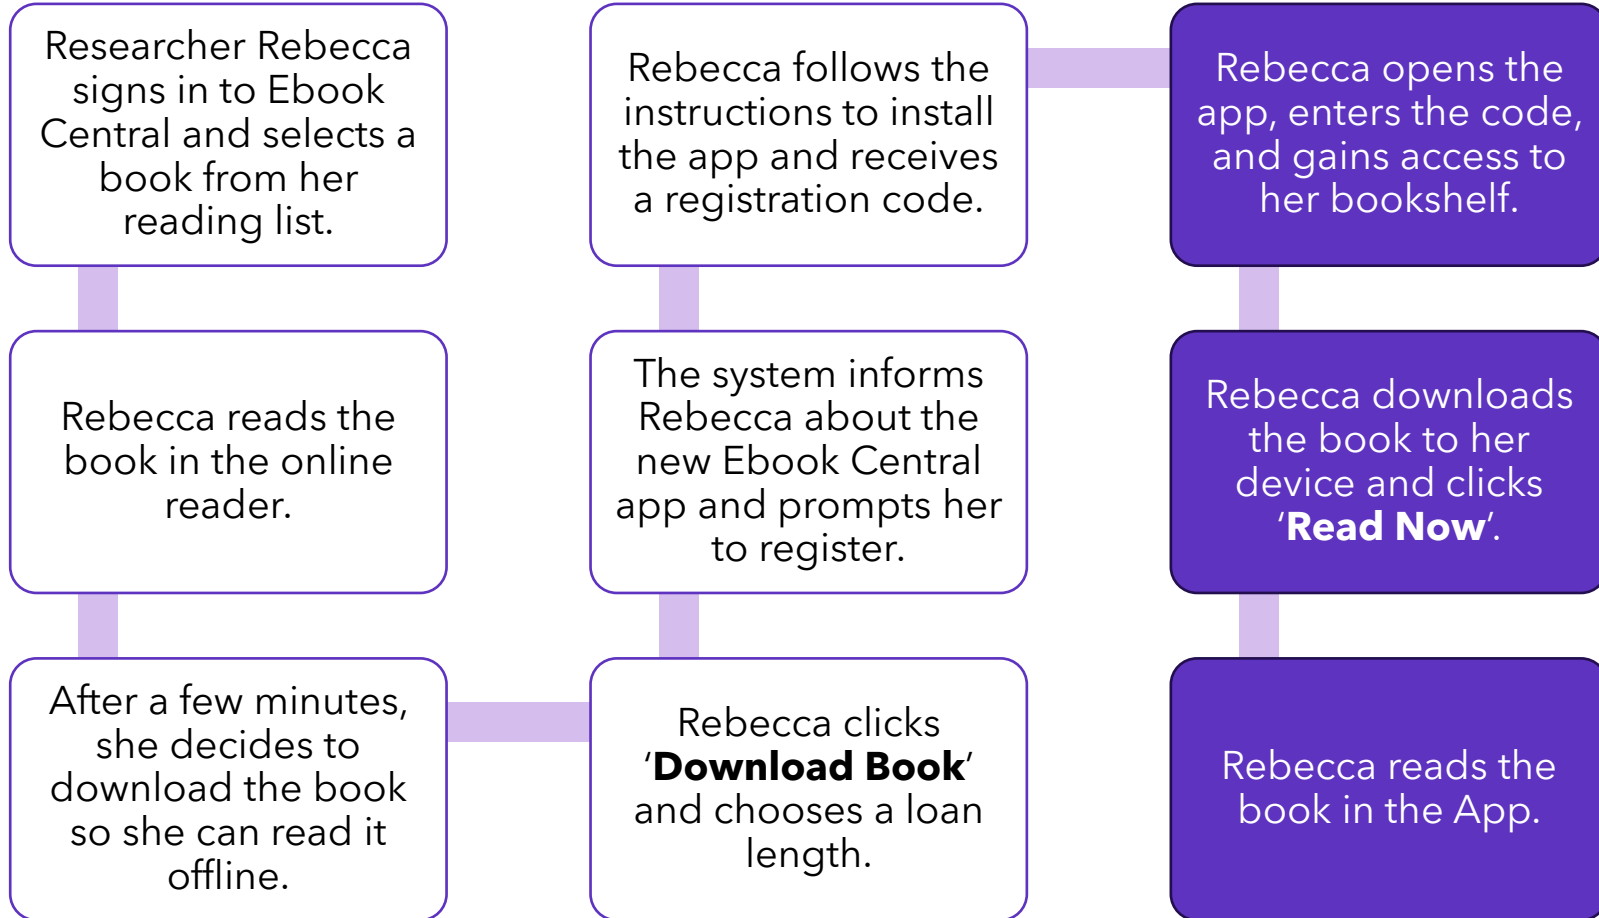 Researcher Rebecca
signs in to Ebook
Central and selects a
book from her
reading list.
Rebecca reads the
book in the online
reader.
After a few minutes,
she decides to
download the book
so she can read it
offline.
Rebecca clicks
‘Download Book’
and chooses a loan
length.
The system informs
Rebecca about the
new Ebook Central
app and prompts her
to register.
Rebecca follows the
instructions to install
the app and receives
a registration code.
Rebecca opens the
app, enters the code,
and gains access to
her bookshelf.
Rebecca downloads
the book to her
device and clicks
‘Read Now’.
Rebecca reads the
book in the App.